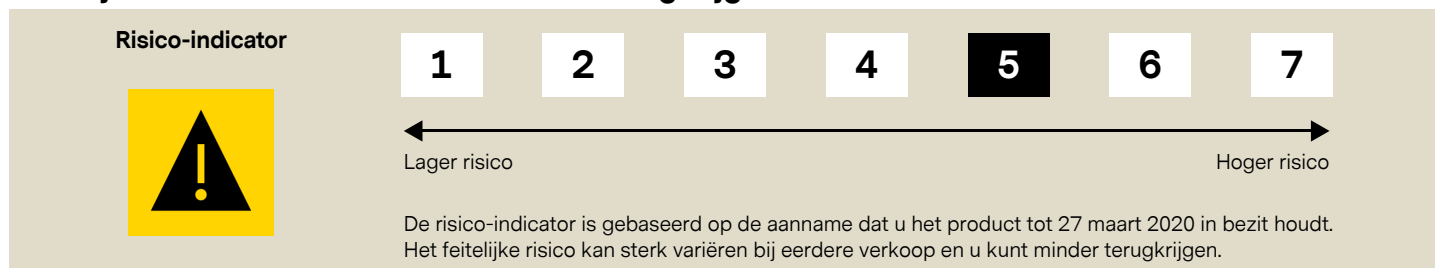 Risico-indicator
1 2 3 4 5 6 7
Lager risico Hoger risico
De risico-indicator is gebaseerd op de aanname dat u het product tot 27 maart 2020 in bezit houdt.
Het feitelijke risico kan sterk variëren bij eerdere verkoop en u kunt minder terugkrijgen.